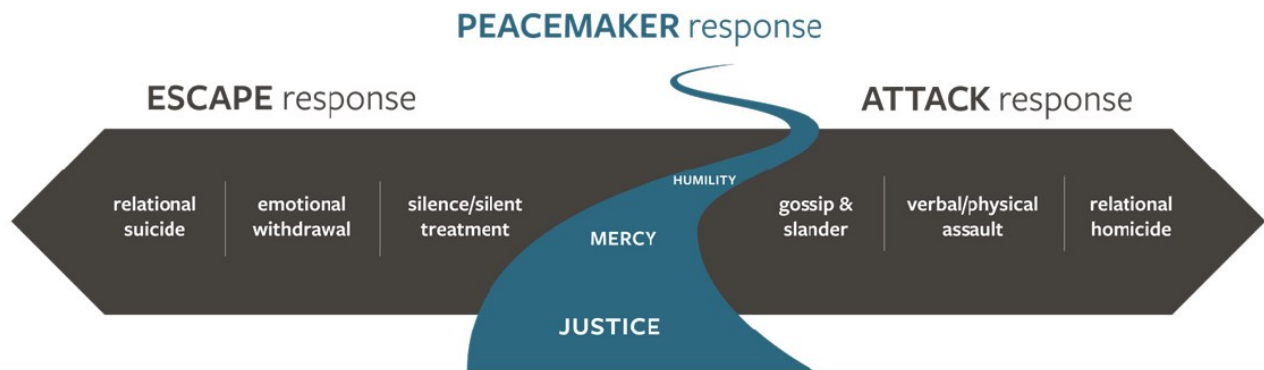 PEACEMAKER response
ESCAPE response
ATTACK response
relational
suicide
emotional
withdrawal
silence/silent
treatment
HUMILITY
MERCY
JUSTICE
gossip &
slander
verbal/physical
assault
relational
homicide